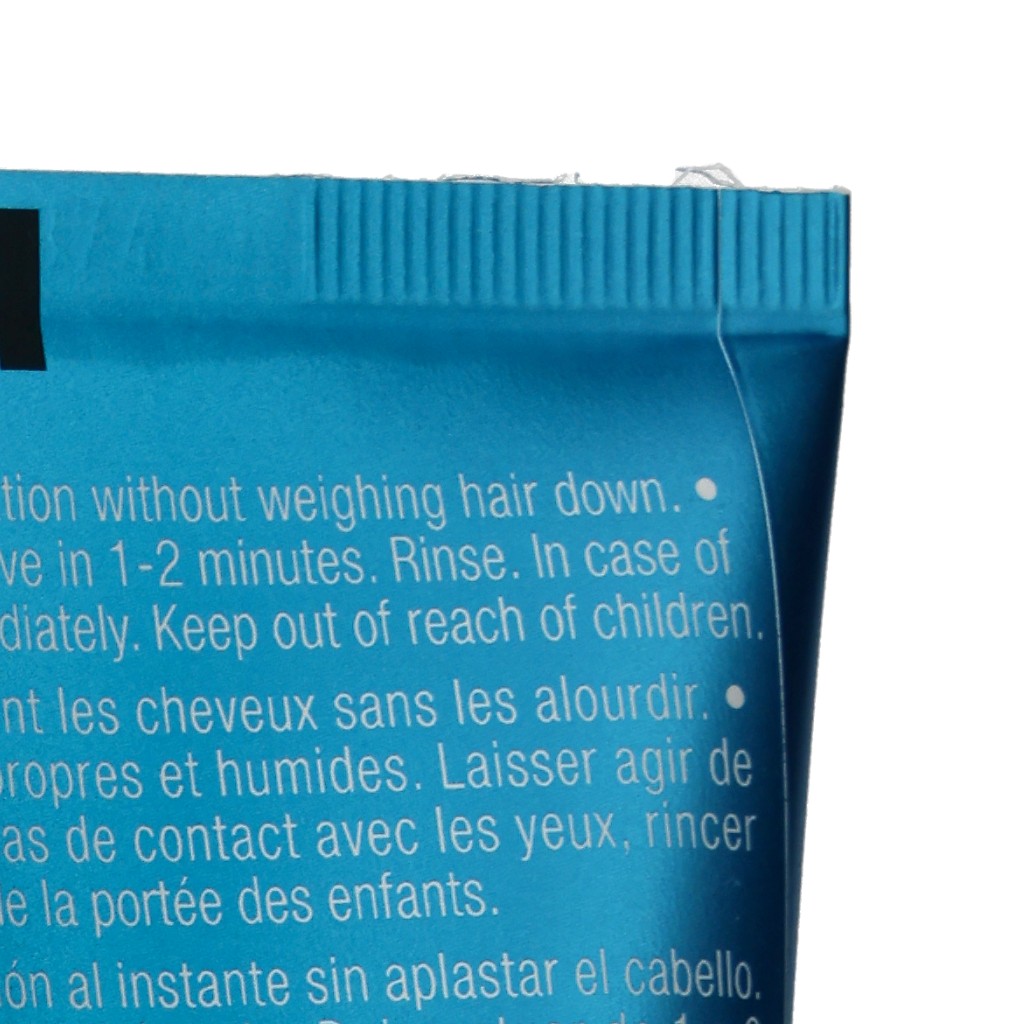 tion without weighing hair down. •
ve in 1-2 minutes. Rinse. In case of
diately. Keep out of reach of children.
nt les cheveux sans les alourdir. •
propres et humides. Laisser agir de
as de contact avec les yeux, rincer
de la portée des enfants.
ón al instante sin aplastar el cabello.